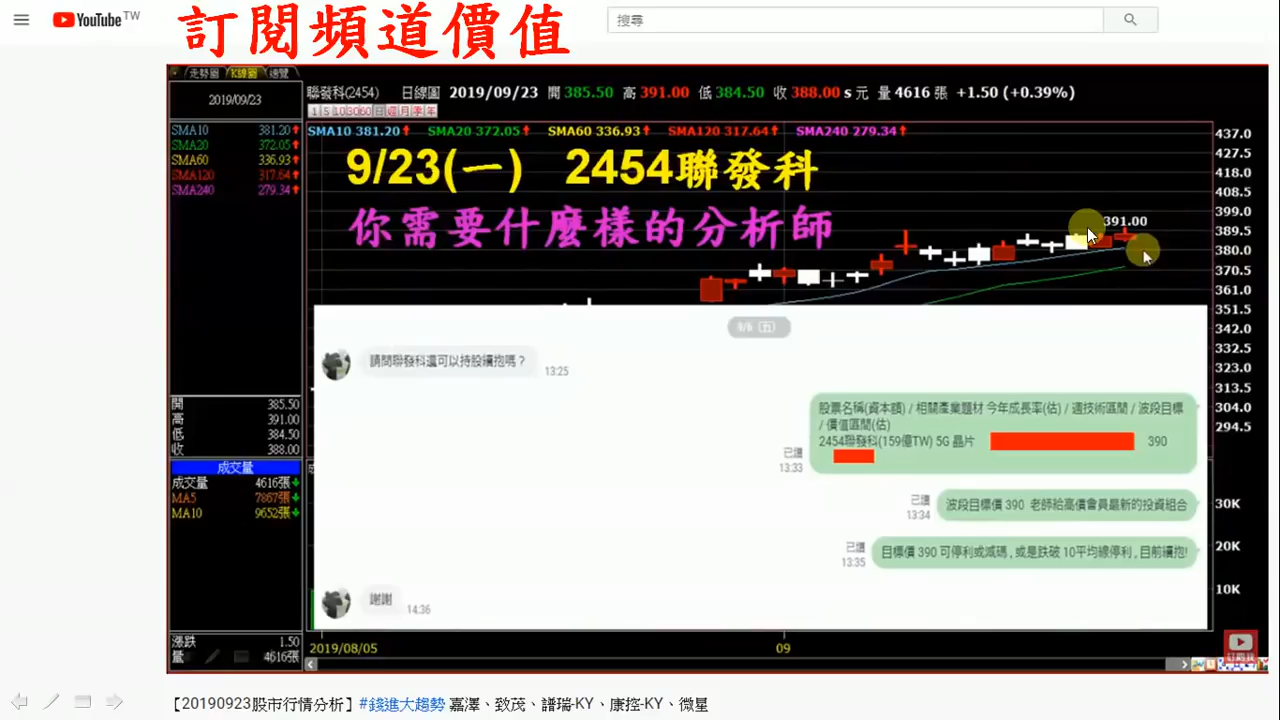 YouTube TW
訂閱頻道價值
搜尋
走勢圖 K線圖 總覽
2019/09/23
聯發科(2454) 日線圖 2019/09/23 開 385.50 高 391.00 低 384.50 收 388.00 s 元 量 4616 張 +1.50 (+0.39%)
1 5 10 30 60 日 週 月 季 年
SMA10 381.20↑
SMA20 372.05↑
SMA60 336.93↑
SMA120 317.64↑
SMA240 279.34↑
SMA10 381.20↑ SMA20 372.05↑ SMA60 336.93↑ SMA120 317.64↑ SMA240 279.34↑
9/23(一) 2454聯發科
你需要什麼樣的分析師
391.00
437.0
427.5
418.0
408.5
399.0
389.5
380.0
370.5
361.0
351.5
342.0
332.5
323.0
313.5
304.0
294.5
30K
20K
10K
9/6 (五)
請問聯發科還可以持股續抱嗎？
13:25
股票名稱(資本額) / 相關產業題材 今年成長率(估) / 週技術區間 / 波段目標
/ 價值區間(估)
2454聯發科(159億TW) 5G 晶片 390
已讀
13:33
波段目標價 390 老師給高價會員最新的投資組合
已讀
13:34
目標價 390 可停利或減碼 , 或是跌破 10平均線停利 , 目前續抱!
已讀
13:35
謝謝
14:36
開 385.50
高 391.00
低 384.50
收 388.00
成交量
成交量 4616張↓
MA5 7867張↓
MA10 9652張↓
漲跌 1.50
量 4616張
2019/08/05 09
訂閱我
【20190923股市行情分析】#錢進大趨勢 嘉澤、致茂、譜瑞-KY、康控-KY、微星